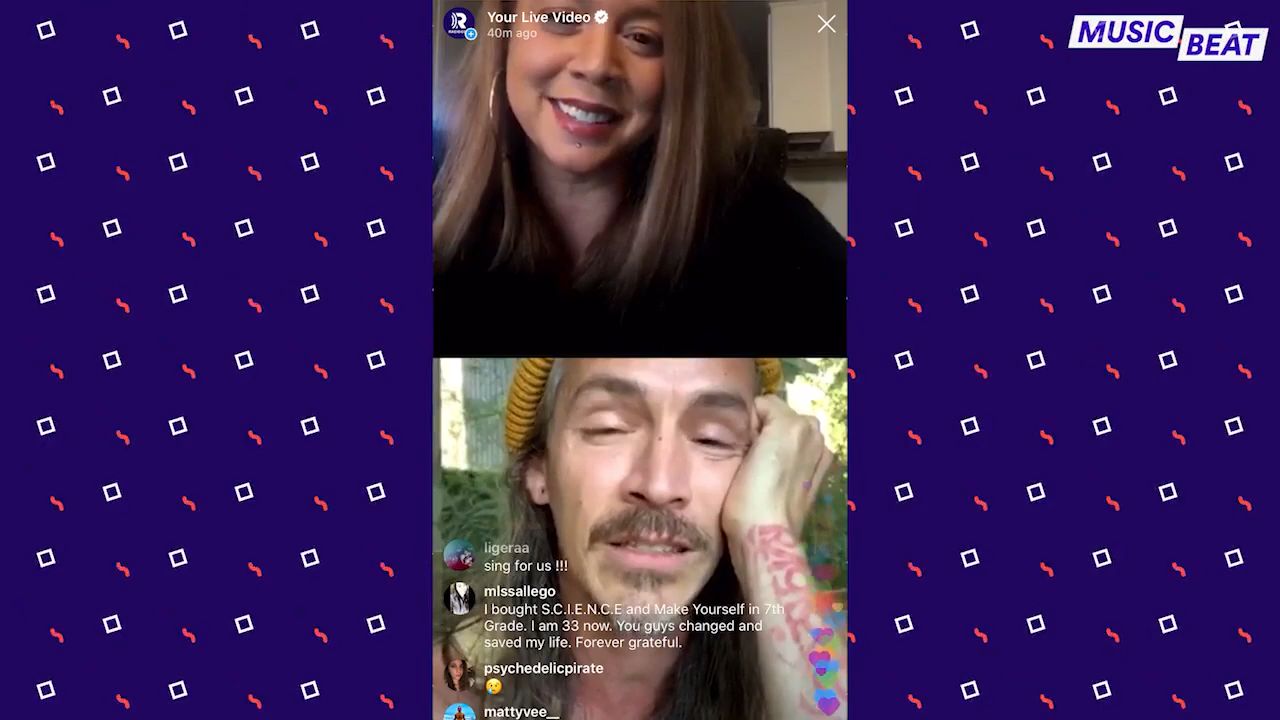 Your Live Video
40m ago
MUSIC
BEAT
ligeraa
sing for us !!!
mlssallego
I bought S.C.I.E.N.C.E and Make Yourself in 7th
Grade. I am 33 now. You guys changed and
saved my life. Forever grateful.
psychedelicpirate
😢
mattyvee__